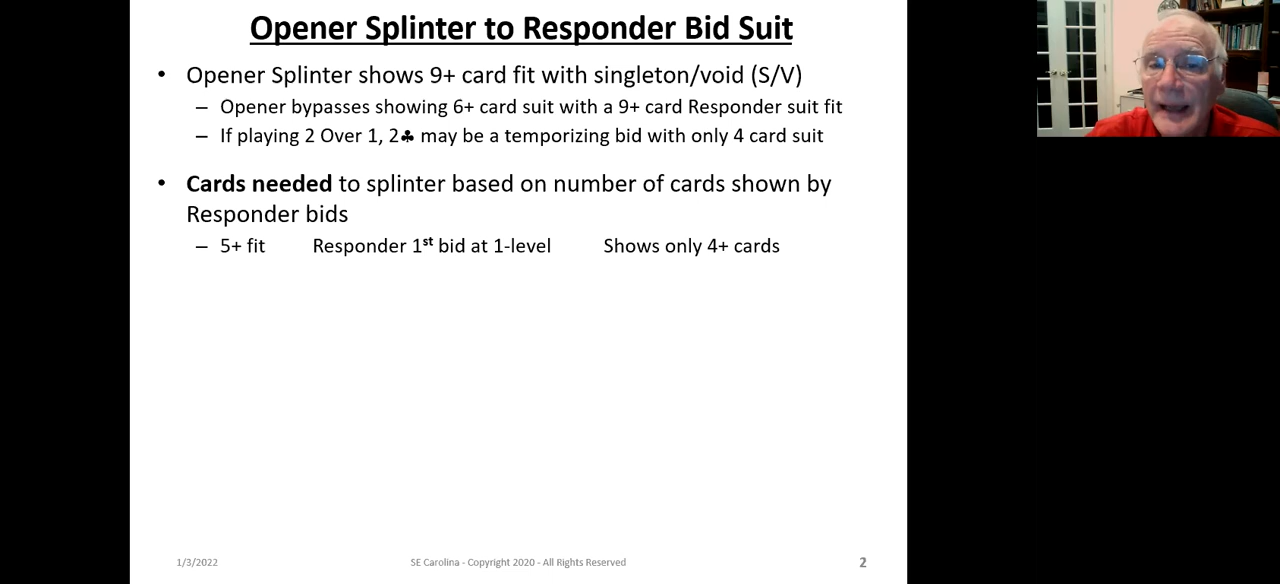 Opener Splinter to Responder Bid Suit
• Opener Splinter shows 9+ card fit with singleton/void (S/V)
– Opener bypasses showing 6+ card suit with a 9+ card Responder suit fit
– If playing 2 Over 1, 2♣ may be a temporizing bid with only 4 card suit
• Cards needed to splinter based on number of cards shown by
Responder bids
– 5+ fit Responder 1st bid at 1-level Shows only 4+ cards
1/3/2022 SE Carolina - Copyright 2020 - All Rights Reserved 2